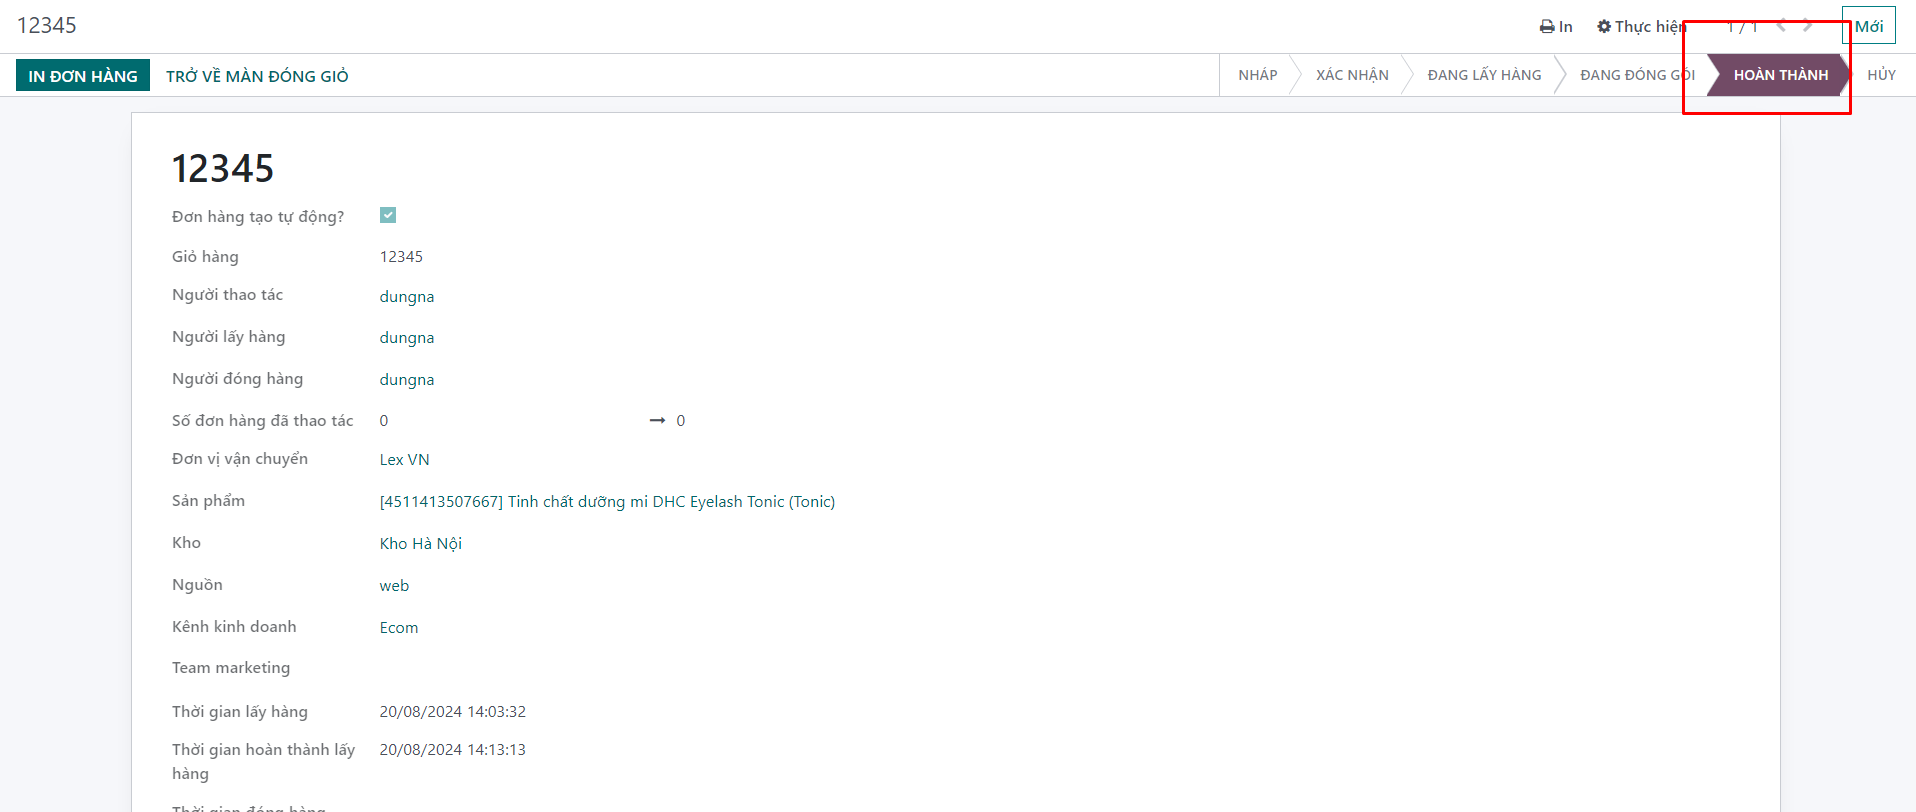 12345
In Thực hiện 1 / 1 Mới
IN ĐƠN HÀNG TRỞ VỀ MÀN ĐÓNG GIỎ NHÁP XÁC NHẬN ĐANG LẤY HÀNG ĐANG ĐÓNG GÓI HOÀN THÀNH HỦY
12345
Đơn hàng tạo tự động?
Giỏ hàng 12345
Người thao tác dungna
Người lấy hàng dungna
Người đóng hàng dungna
Số đơn hàng đã thao tác 0 → 0
Đơn vị vận chuyển Lex VN
Sản phẩm [4511413507667] Tinh chất dưỡng mi DHC Eyelash Tonic (Tonic)
Kho Kho Hà Nội
Nguồn web
Kênh kinh doanh Ecom
Team marketing
Thời gian lấy hàng 20/08/2024 14:03:32
Thời gian hoàn thành lấy 20/08/2024 14:13:13
hàng
Thời gian đóng hàng